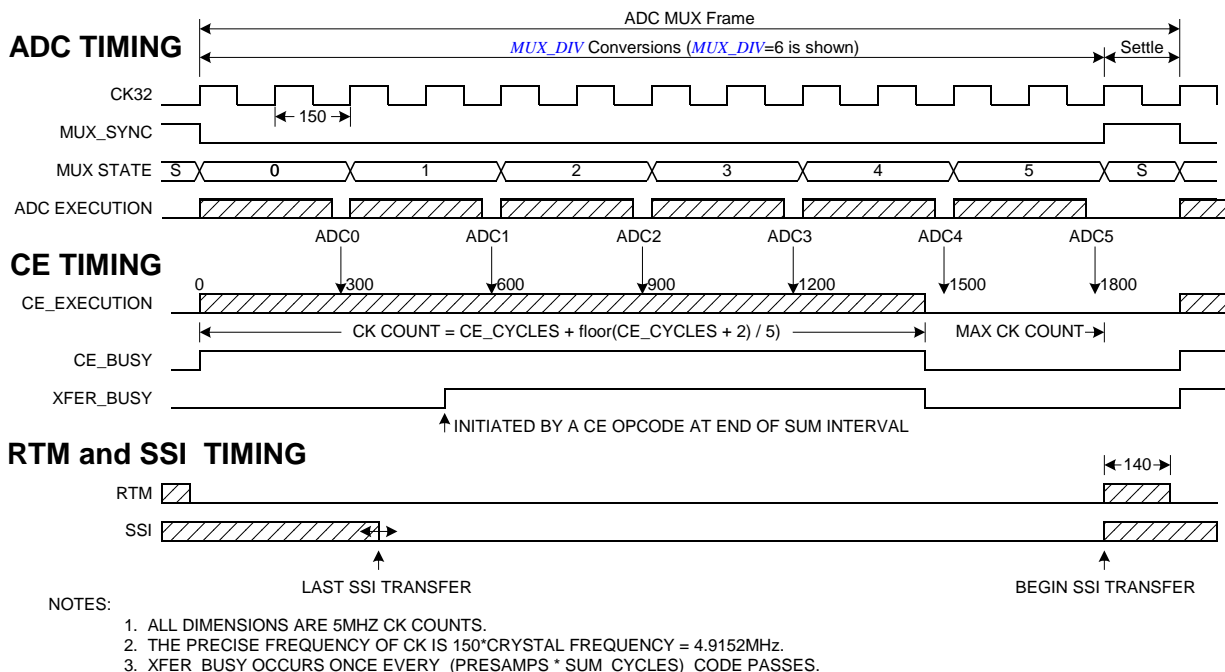 ADC MUX Frame
ADC TIMING
MUX_DIV Conversions (MUX_DIV=6 is shown)
Settle
CK32
150
MUX_SYNC
MUX STATE S 0 1 2 3 4 5 S
ADC EXECUTION
ADC0 ADC1 ADC2 ADC3 ADC4 ADC5
CE TIMING
0 300 600 900 1200 1500 1800
CE_EXECUTION
CK COUNT = CE_CYCLES + floor(CE_CYCLES + 2) / 5)
MAX CK COUNT
CE_BUSY
XFER_BUSY
INITIATED BY A CE OPCODE AT END OF SUM INTERVAL
RTM and SSI TIMING
140
RTM
SSI
LAST SSI TRANSFER
BEGIN SSI TRANSFER
NOTES:
1. ALL DIMENSIONS ARE 5MHZ CK COUNTS.
2. THE PRECISE FREQUENCY OF CK IS 150*CRYSTAL FREQUENCY = 4.9152MHz.
3. XFER_BUSY OCCURS ONCE EVERY (PRESAMPS * SUM_CYCLES) CODE PASSES.